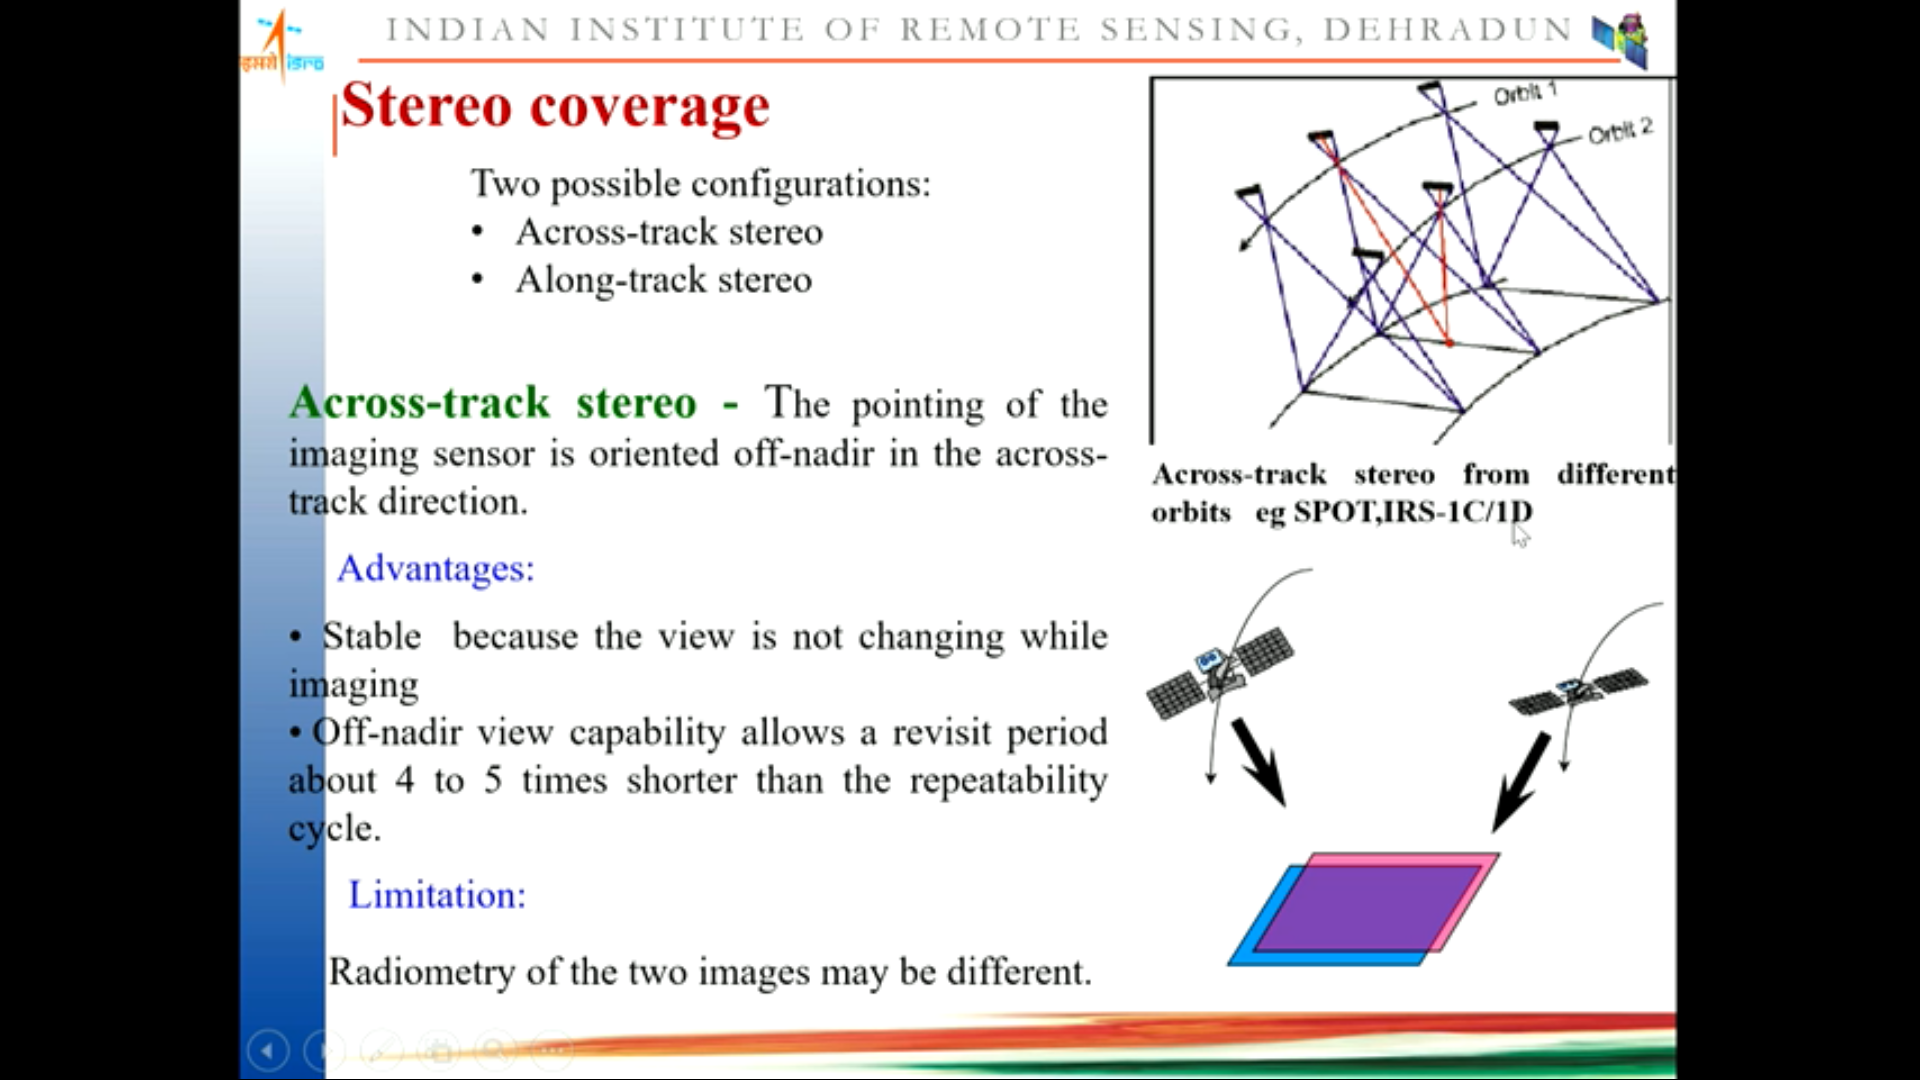 INDIAN INSTITUTE OF REMOTE SENSING, DEHRADUN
इसरो isro
Stereo coverage
Two possible configurations:
• Across-track stereo
• Along-track stereo
Across-track stereo - The pointing of the
imaging sensor is oriented off-nadir in the across-
track direction.
Advantages:
• Stable because the view is not changing while
imaging
• Off-nadir view capability allows a revisit period
about 4 to 5 times shorter than the repeatability
cycle.
Limitation:
Radiometry of the two images may be different.
Orbit 1
Orbit 2
Across-track stereo from different
orbits eg SPOT,IRS-1C/1D